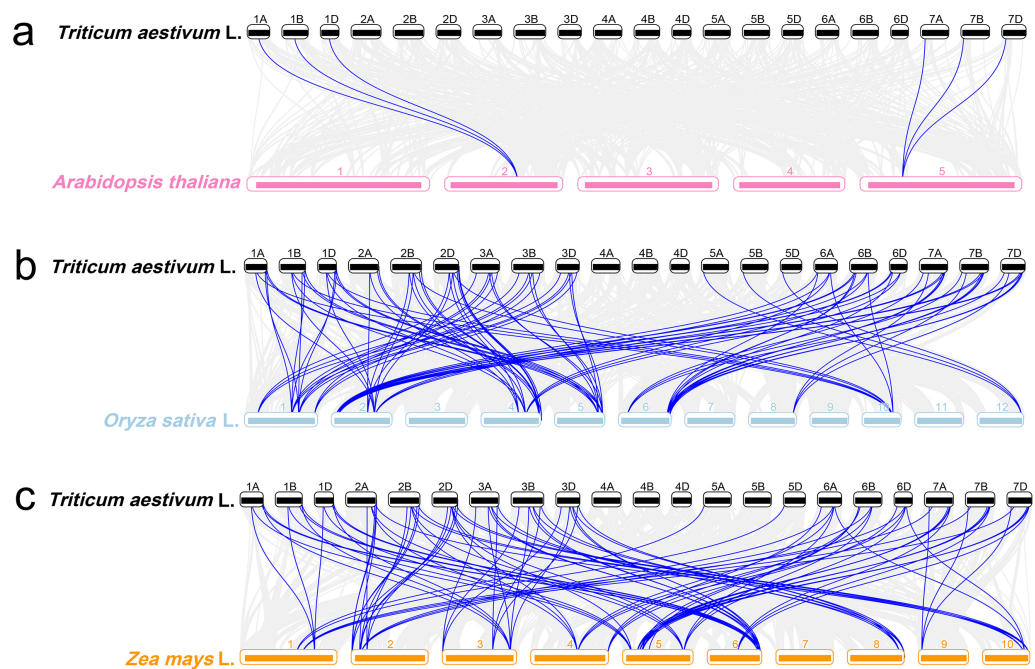 a
1A 1B 1D 2A 2B 2D 3A 3B 3D 4A 4B 4D 5A 5B 5D 6A 6B 6D 7A 7B 7D
Triticum aestivum L.
1 2 3 4 5
Arabidopsis thaliana
b
1A 1B 1D 2A 2B 2D 3A 3B 3D 4A 4B 4D 5A 5B 5D 6A 6B 6D 7A 7B 7D
Triticum aestivum L.
1 2 3 4 5 6 7 8 9 10 11 12
Oryza sativa L.
c
1A 1B 1D 2A 2B 2D 3A 3B 3D 4A 4B 4D 5A 5B 5D 6A 6B 6D 7A 7B 7D
Triticum aestivum L.
1 2 3 4 5 6 7 8 9 10
Zea mays L.